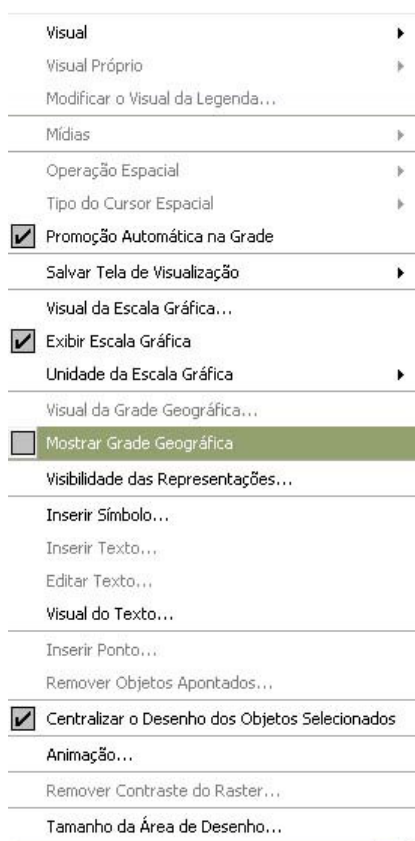 Visual
Visual Próprio
Modificar o Visual da Legenda...
Mídias
Operação Espacial
Tipo do Cursor Espacial
Promoção Automática na Grade
Salvar Tela de Visualização
Visual da Escala Gráfica...
Exibir Escala Gráfica
Unidade da Escala Gráfica
Visual da Grade Geográfica...
Mostrar Grade Geográfica
Visibilidade das Representações...
Inserir Símbolo...
Inserir Texto...
Editar Texto...
Visual do Texto...
Inserir Ponto...
Remover Objetos Apontados...
Centralizar o Desenho dos Objetos Selecionados
Animação...
Remover Contraste do Raster...
Tamanho da Área de Desenho...